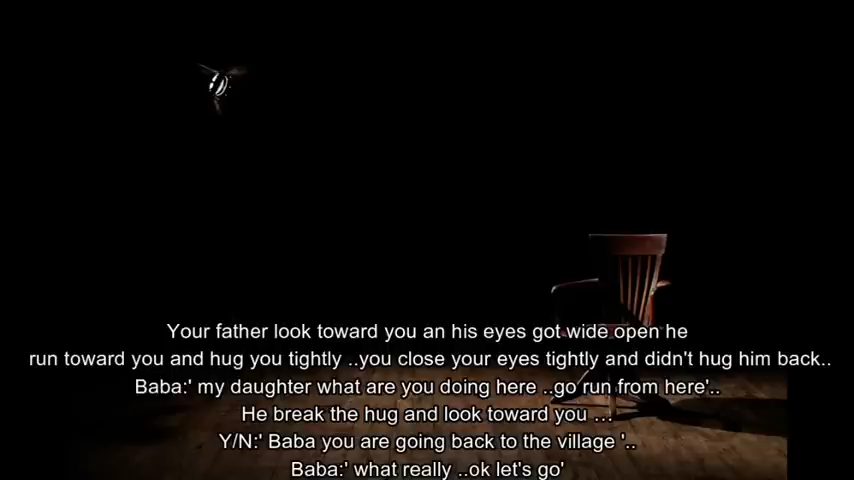 Your father look toward you an his eyes got wide open he
run toward you and hug you tightly ..you close your eyes tightly and didn't hug him back..
Baba:' my daughter what are you doing here ..go run from here'..
He break the hug and look toward you ...
Y/N:' Baba you are going back to the village '..
Baba:' what really ..ok let's go'